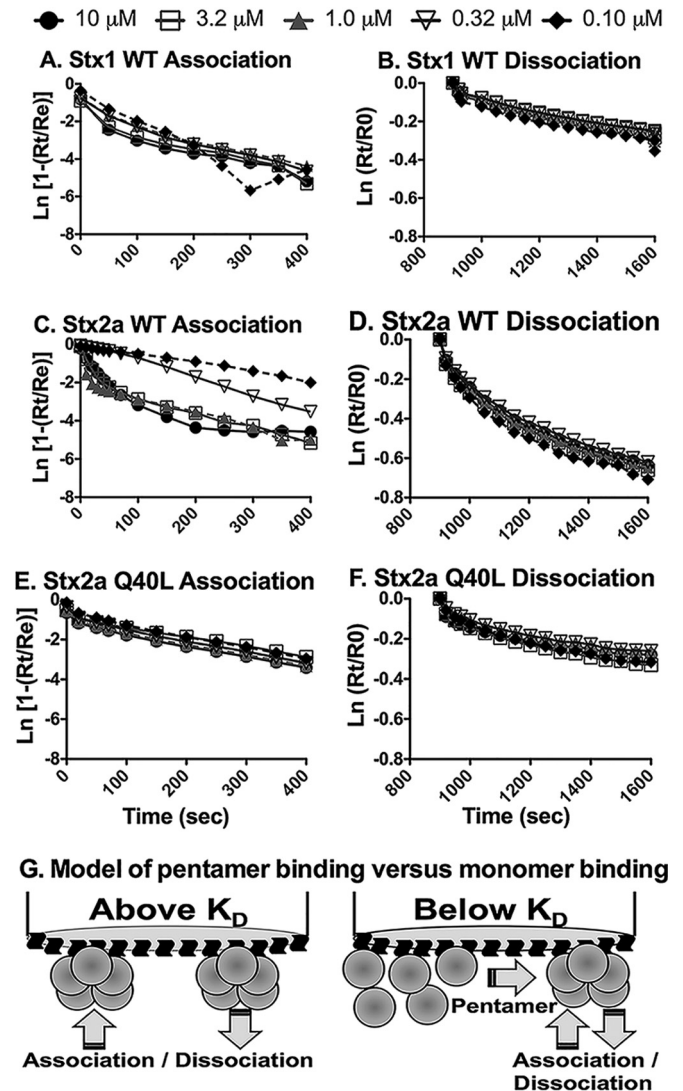 10 µM 3.2 µM 1.0 µM 0.32 µM 0.10 µM
A. Stx1 WT Association
Ln [1-(Rt/Re)]
0
-2
-4
-6
-8
0 100 200 300 400
B. Stx1 WT Dissociation
Ln (Rt/R0)
0.0
-0.2
-0.4
-0.6
-0.8
800 1000 1200 1400 1600
C. Stx2a WT Association
Ln [1-(Rt/Re)]
0
-2
-4
-6
-8
0 100 200 300 400
D. Stx2a WT Dissociation
Ln (Rt/R0)
0.0
-0.2
-0.4
-0.6
-0.8
800 1000 1200 1400 1600
E. Stx2a Q40L Association
Ln [1-(Rt/Re)]
0
-2
-4
-6
-8
0 100 200 300 400
Time (sec)
F. Stx2a Q40L Dissociation
Ln (Rt/R0)
0.0
-0.2
-0.4
-0.6
-0.8
800 1000 1200 1400 1600
Time (sec)
G. Model of pentamer binding versus monomer binding
Above KD
Association / Dissociation
Below KD
Pentamer
Association /
Dissociation